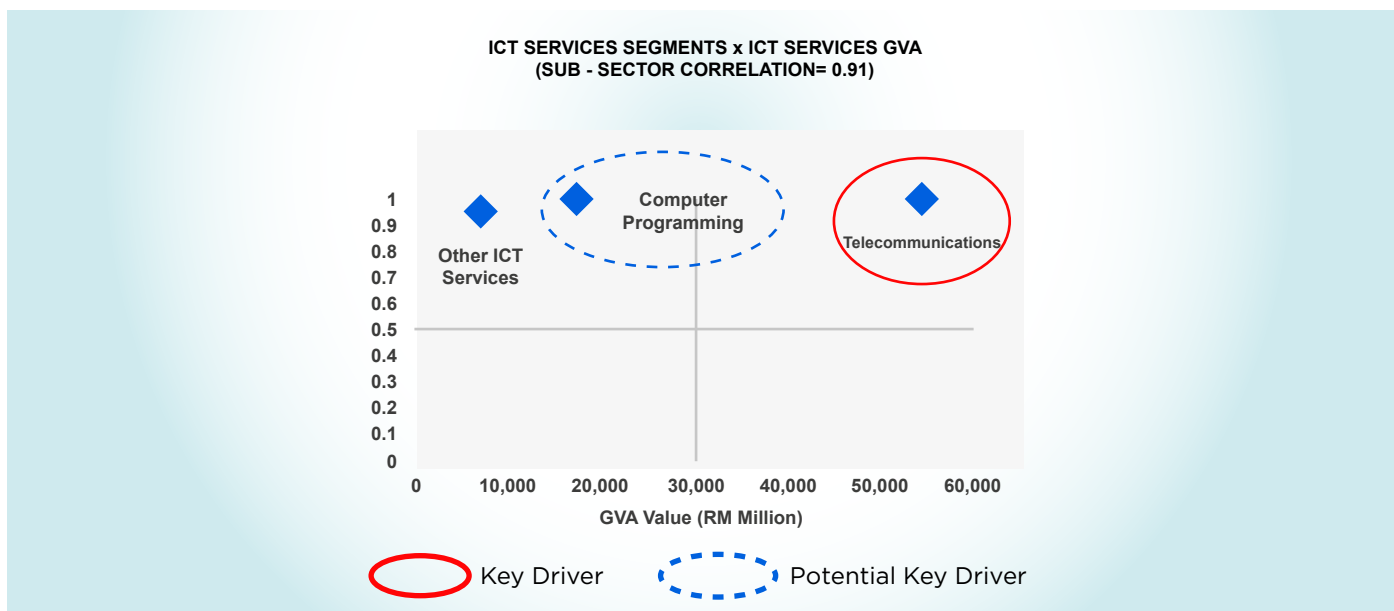 ICT SERVICES SEGMENTS x ICT SERVICES GVA
(SUB - SECTOR CORRELATION= 0.91)
1
0.9
0.8
0.7
0.6
0.5
0.4
0.3
0.2
0.1
0
Other ICT
Services
Computer
Programming
Telecommunications
0
10,000
20,000
30,000
40,000
50,000
60,000
GVA Value (RM Million)
Key Driver
Potential Key Driver